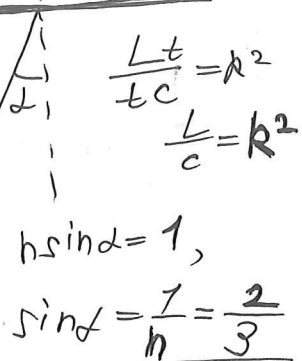 α
Lt/tc = k²
L/c = k²
n sin α = 1,
sin α = 1/n = 2/3